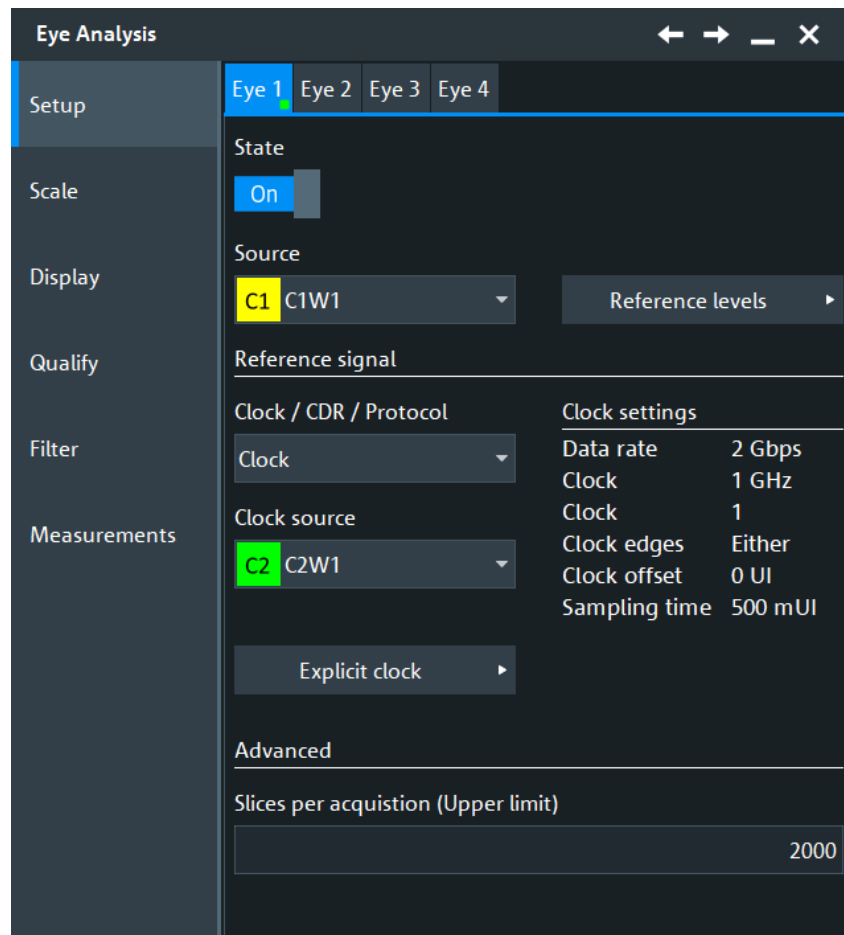 Eye Analysis
Setup
Scale
Display
Qualify
Filter
Measurements
Eye 1 Eye 2 Eye 3 Eye 4
State
On
Source
C1 C1W1
Reference levels
Reference signal
Clock / CDR / Protocol
Clock
Clock source
C2 C2W1
Explicit clock
Clock settings
Data rate 2 Gbps
Clock 1 GHz
Clock 1
Clock edges Either
Clock offset 0 UI
Sampling time 500 mUI
Advanced
Slices per acquistion (Upper limit)
2000